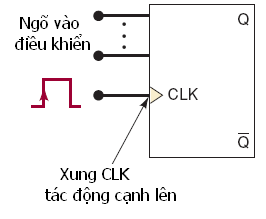 Ngõ vào
điều khiển
Q
CLK
Q̅
Xung CLK
tác động cạnh lên